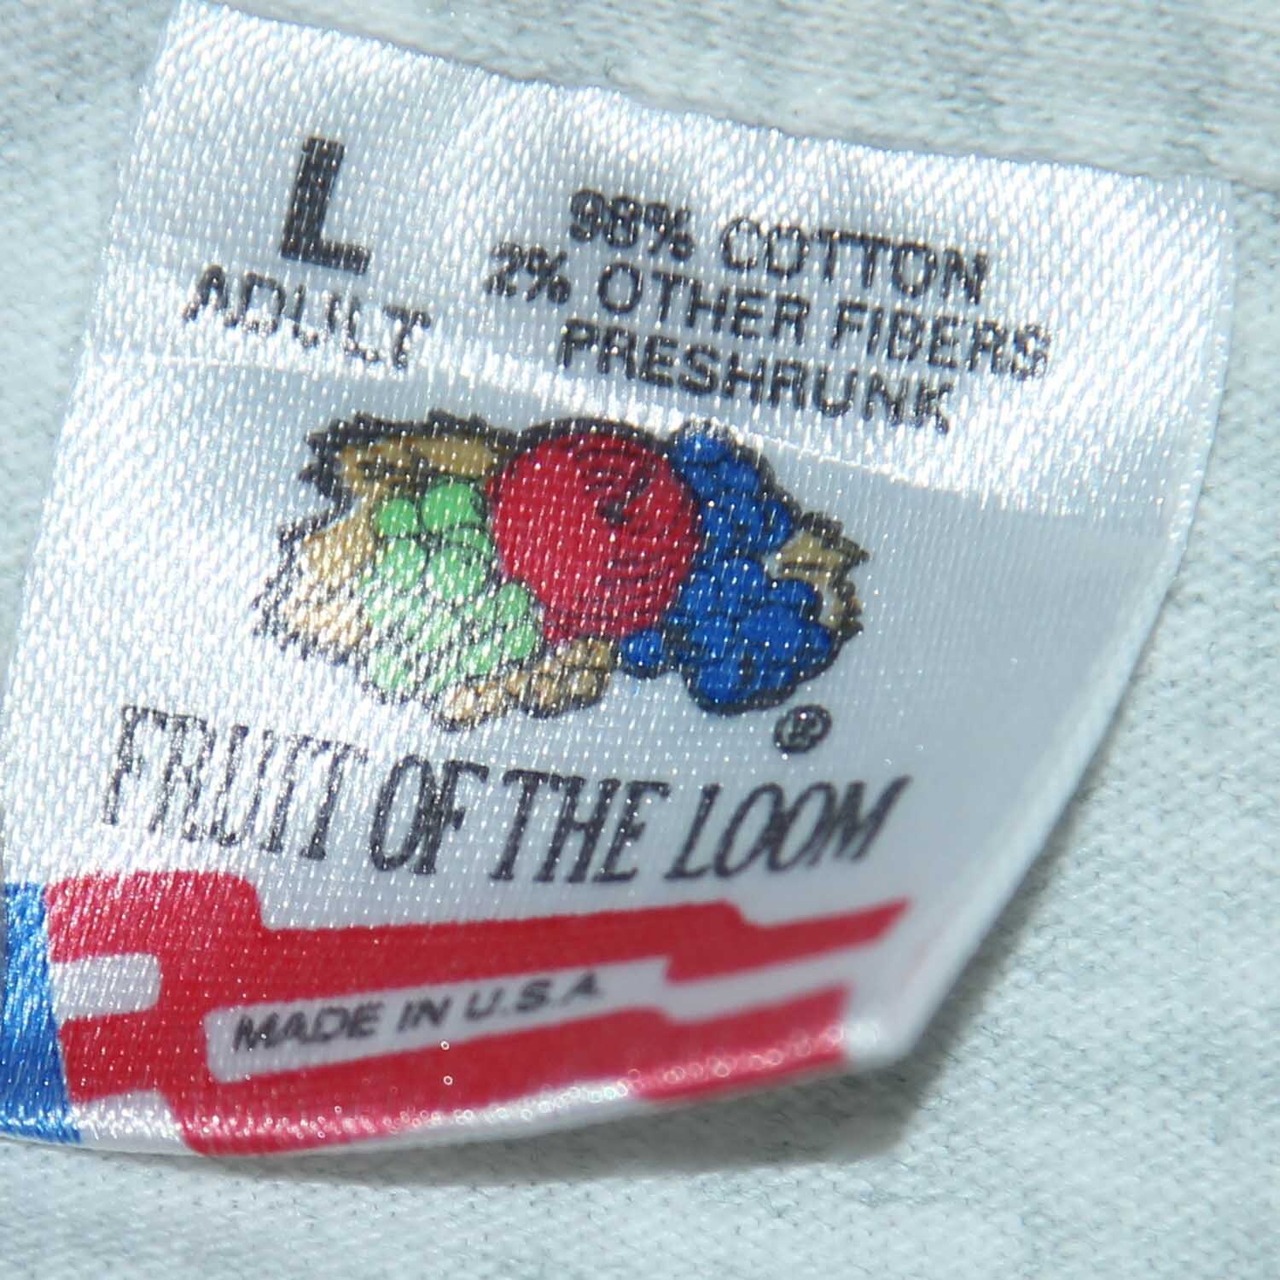 L
ADULT
98% COTTON
2% OTHER FIBERS
PRESHRUNK
®
FRUIT OF THE LOOM
MADE IN U.S.A.